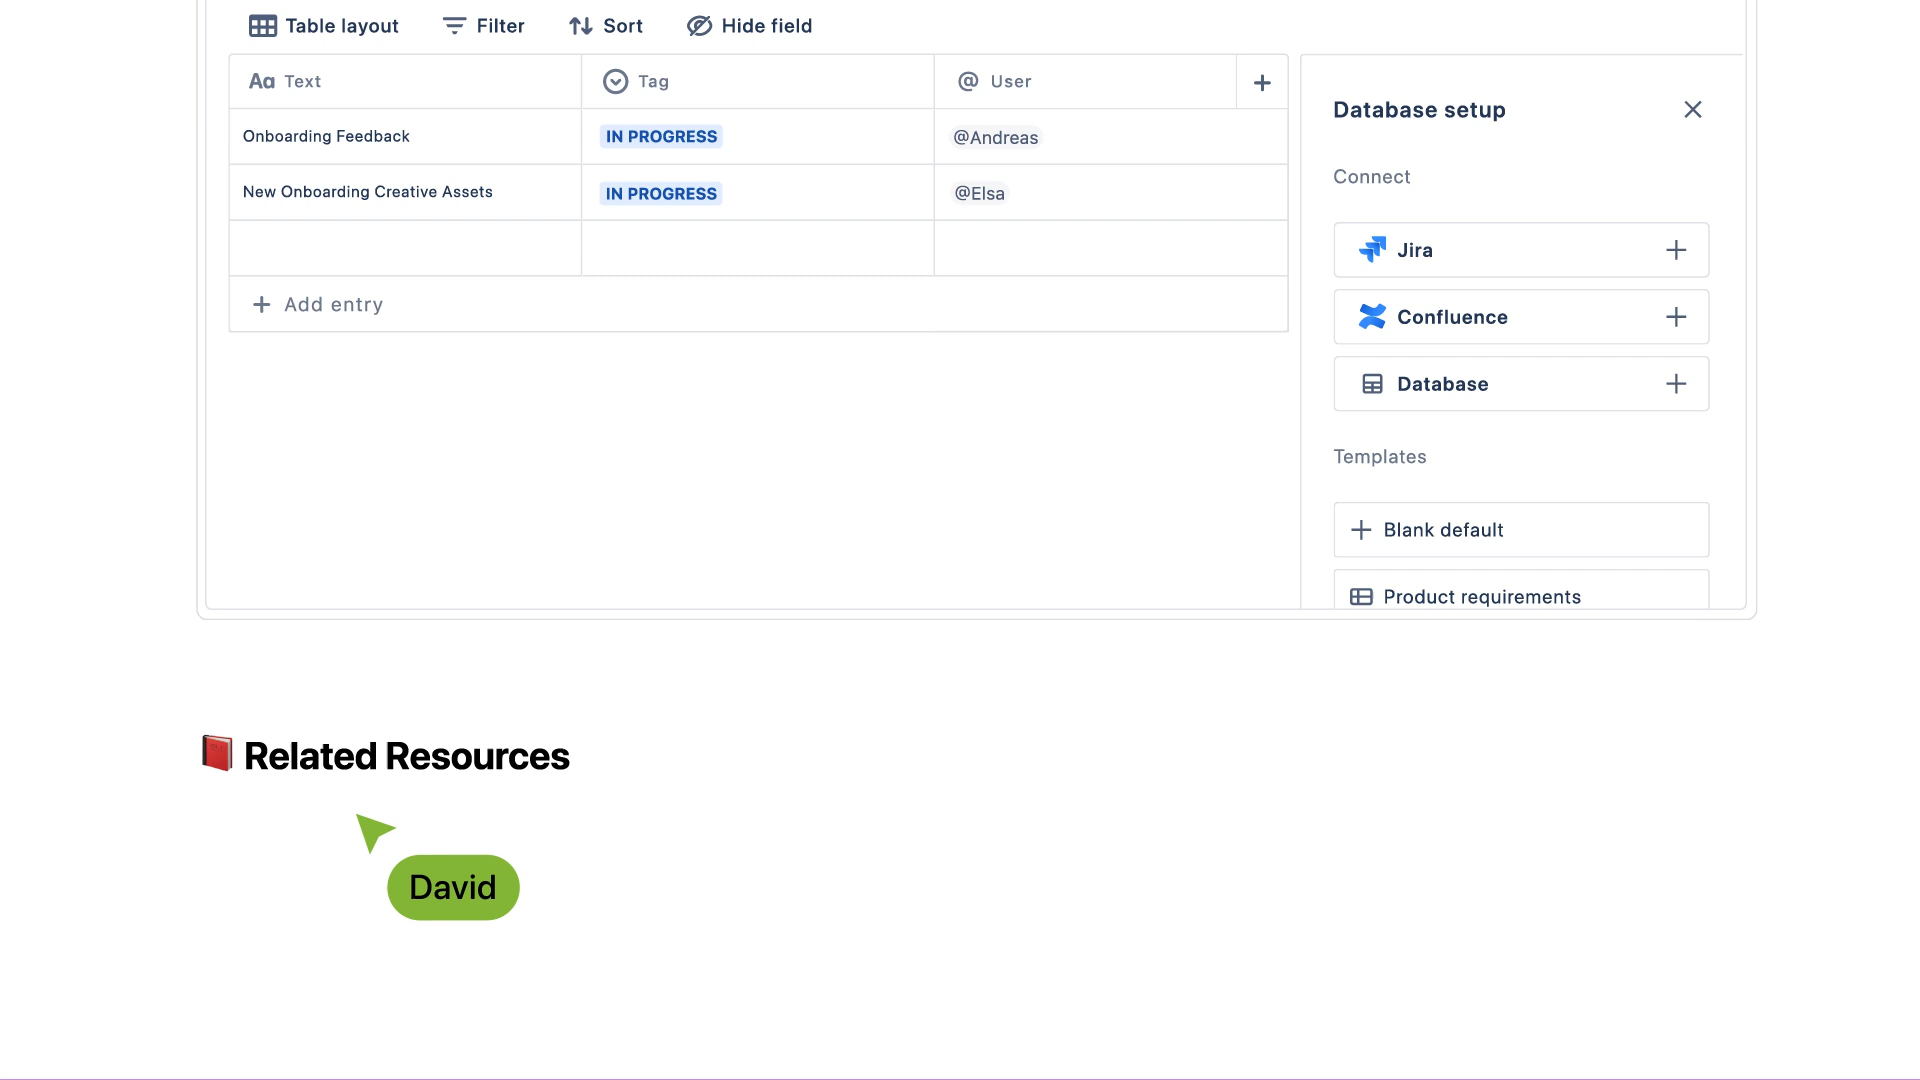 Table layout Filter Sort Hide field
Aa Text Tag @ User +
Onboarding Feedback IN PROGRESS @Andreas
New Onboarding Creative Assets IN PROGRESS @Elsa
+ Add entry
Database setup
Connect
Jira
Confluence
Database
Templates
Blank default
Product requirements
Related Resources
David